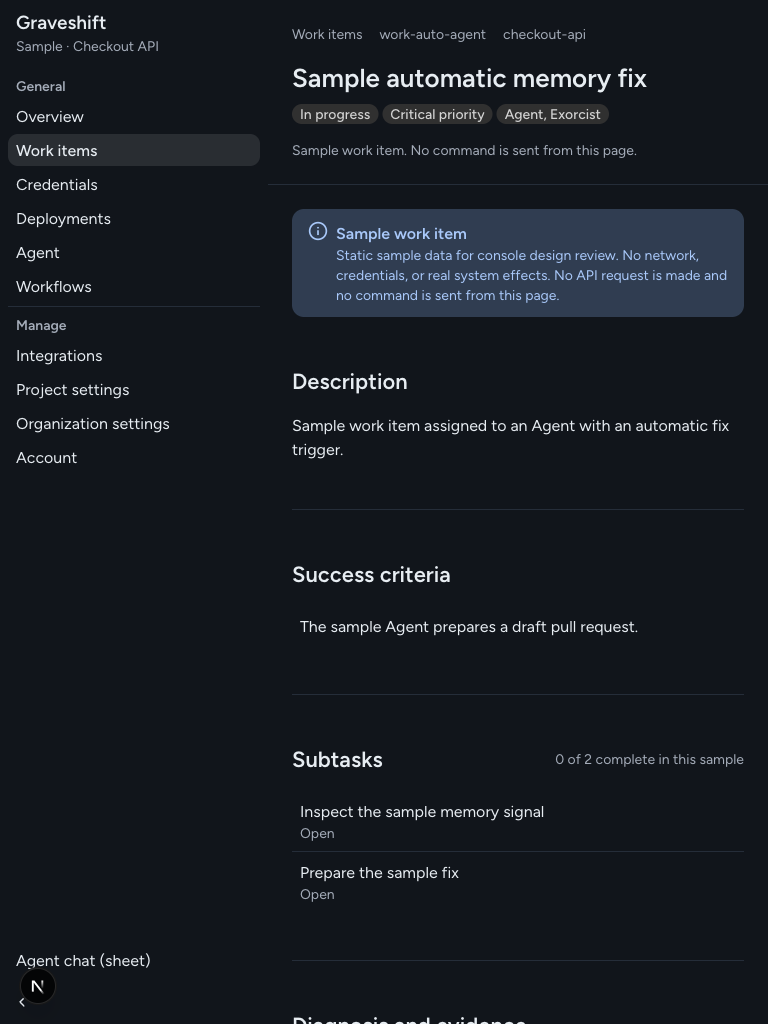 Graveshift
Sample · Checkout API
General
Overview
Work items
Credentials
Deployments
Agent
Workflows
Manage
Integrations
Project settings
Organization settings
Account
Agent chat (sheet)
N
Work items work-auto-agent checkout-api
Sample automatic memory fix
In progress Critical priority Agent, Exorcist
Sample work item. No command is sent from this page.
Sample work item
Static sample data for console design review. No network,
credentials, or real system effects. No API request is made and
no command is sent from this page.
Description
Sample work item assigned to an Agent with an automatic fix
trigger.
Success criteria
The sample Agent prepares a draft pull request.
Subtasks 0 of 2 complete in this sample
Inspect the sample memory signal
Open
Prepare the sample fix
Open
Diagnosis and evidence